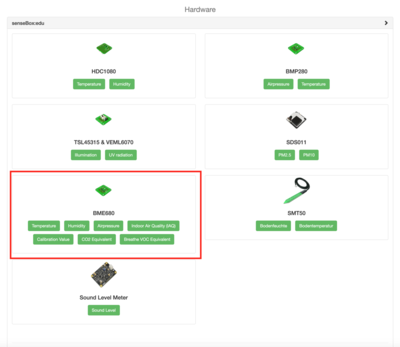 Hardware
senseBox:edu
HDC1080
Temperature Humidity
BMP280
Airpressure Temperature
TSL45315 & VEML6070
Illumination UV radiation
SDS011
PM2.5 PM10
BME680
Temperature Humidity Airpressure Indoor Air Quality (IAQ)
Calibration Value CO2 Equivalent Breathe VOC Equivalent
SMT50
Bodenfeuchte Bodentemperatur
Sound Level Meter
Sound Level